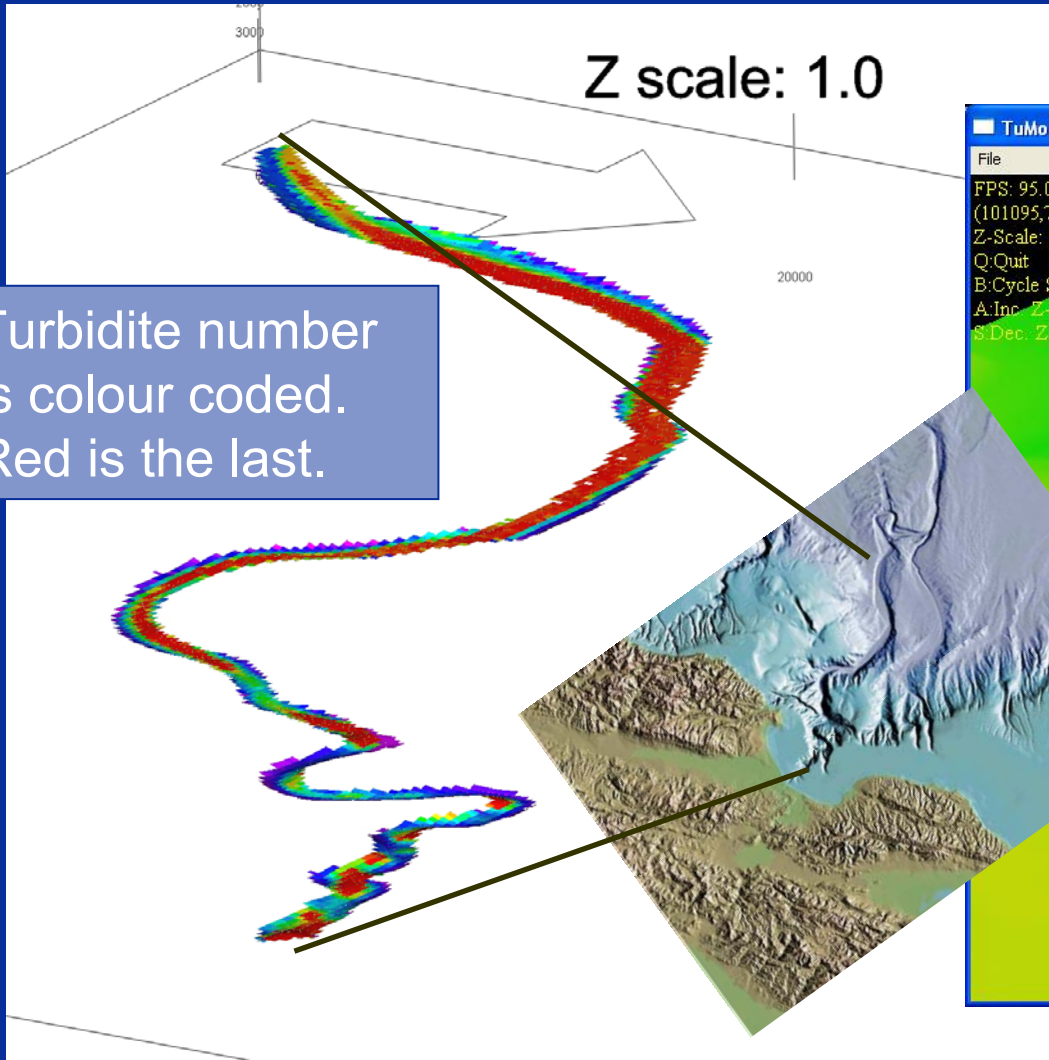 3000
Z scale: 1.0
20000
Turbidite number
s colour coded.
Red is the last.
TuMo
File
FPS: 95.0
(101095,7
Z-Scale:
Q:Quit
B:Cycle S
A:Inc. Z-
S:Dec. Z